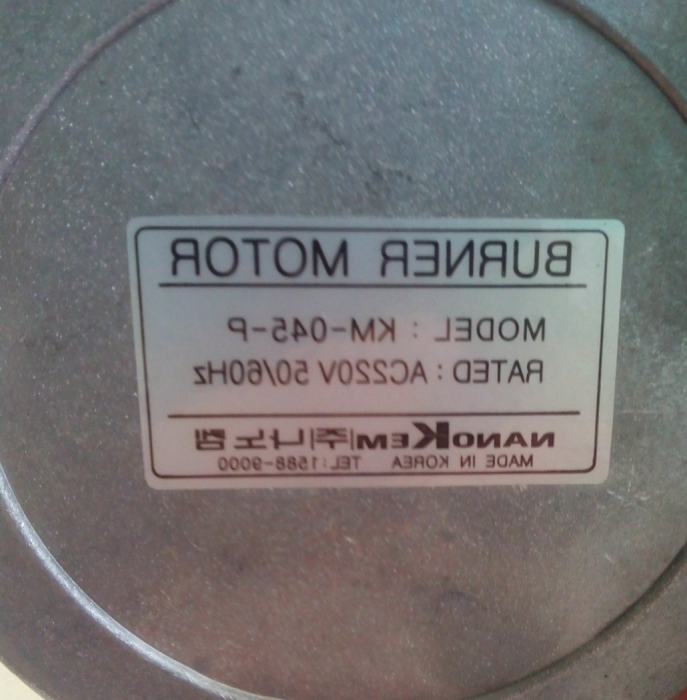 BURNER MOTOR
MODEL : KM-045-P
RATED : AC220V 50/60Hz
NANOKEM (주)나노켐
MADE IN KOREA TEL:1588-9000